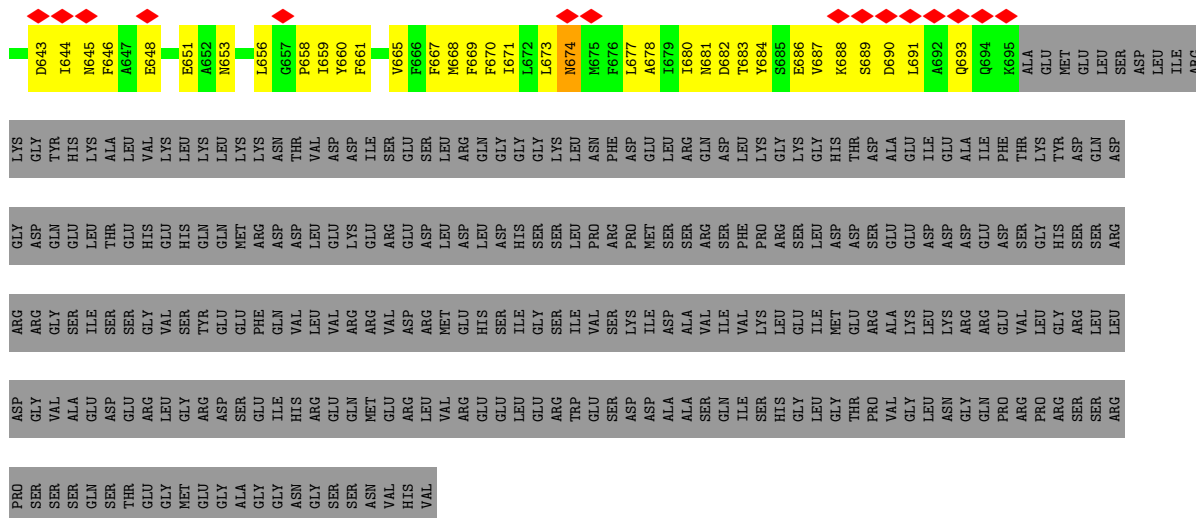 D643 I644 N645 F646 A647 E648 E651 A652 N653 L656 G657 P658 I659 Y660 F661 V665 F666 F667 M668 F669 F670 I671 L672 L673 N674 M675 F676 L677 A678 I679 I680 N681 D682 T683 Y684 S685 E686 V687 K688 S689 D690 L691 A692 Q693 Q694 K695 ALA GLU MET GLU LEU SER ASP LEU ILE ARG
LYS GLY TYR HIS LYS ALA LEU VAL LYS LEU LYS LEU LYS LYS ASN THR VAL ASP ASP ILE SER GLU SER LEU ARG GLN GLY GLY GLY LYS LEU ASN PHE ASP GLU LEU ARG GLN ASP LEU LYS GLY LYS GLY HIS THR ASP ALA GLU ILE GLU ALA ILE PHE THR LYS TYR ASP GLN ASP
GLY ASP GLN GLU LEU THR GLU HIS GLU HIS GLN GLN MET ARG ASP ASP LEU GLU LYS GLU ARG GLU ASP LEU ASP LEU ASP HIS SER SER LEU PRO ARG PRO MET SER SER ARG SER PHE PRO ARG SER LEU ASP ASP SER GLU GLU ASP ASP ASP GLU ASP SER GLY HIS SER SER ARG
ARG ARG GLY SER ILE SER SER GLY VAL SER TYR GLU GLU PHE GLN VAL LEU VAL ARG ARG VAL ASP ARG MET GLU HIS SER ILE GLY SER ILE VAL SER LYS ILE ASP ALA VAL ILE VAL LYS LEU GLU ILE MET GLU ARG ALA LYS LEU LYS ARG ARG GLU VAL LEU GLY ARG LEU LEU
ASP GLY VAL ALA GLU ASP GLU ARG LEU GLY ARG ASP SER GLU ILE HIS ARG GLU GLN MET GLU ARG LEU VAL ARG GLU GLU LEU GLU ARG TRP GLU SER ASP ASP ALA ALA SER GLN ILE SER HIS GLY LEU GLY THR PRO VAL GLY LEU ASN GLY GLN PRO ARG PRO ARG SER SER ARG
PRO SER SER SER GLN SER THR GLU GLY MET GLU GLY ALA GLY GLY ASN GLY SER SER ASN VAL HIS VAL